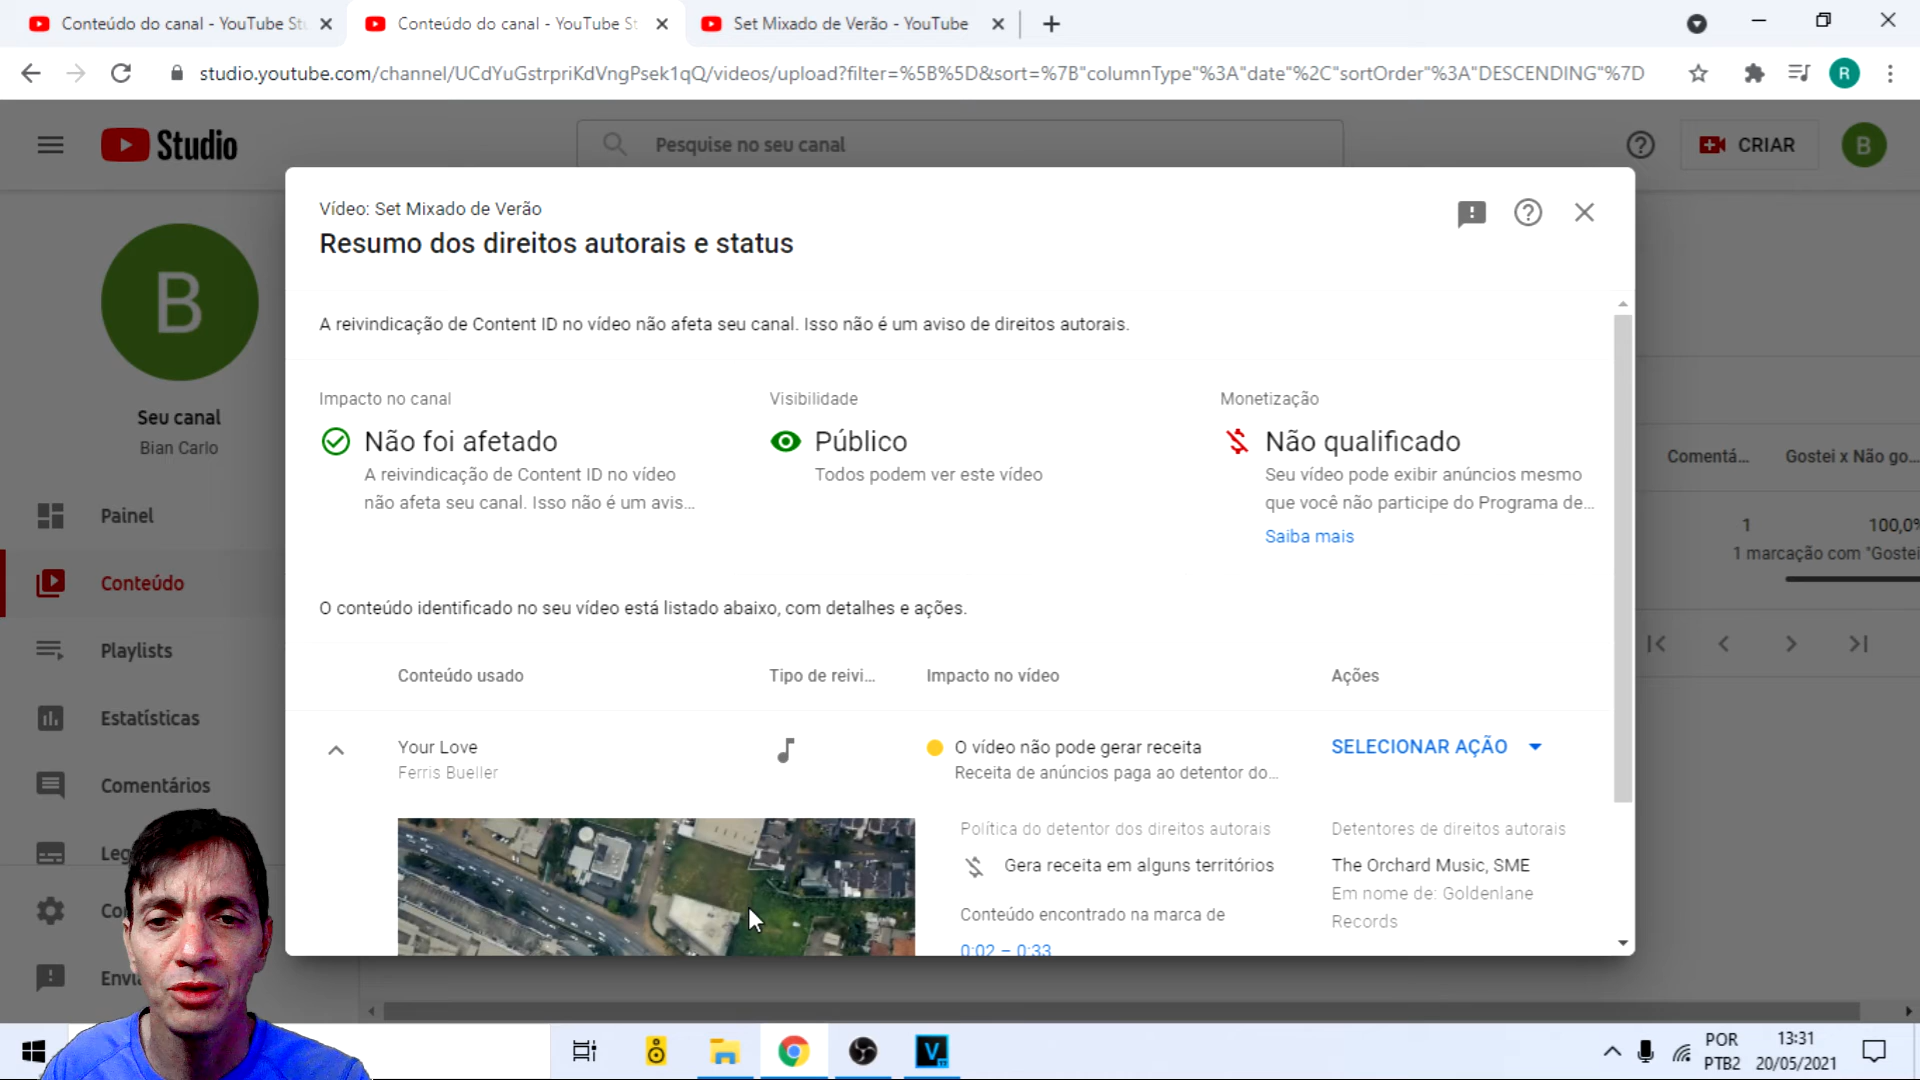 Conteúdo do canal - YouTube St
Conteúdo do canal - YouTube St
Set Mixado de Verão - YouTube
studio.youtube.com/channel/UCdYuGstrpriKdVngPsek1qQ/videos/upload?filter=%5B%5D&sort=%7B"columnType"%3A"date"%2C"sortOrder"%3A"DESCENDING"%7D
R
Studio
Pesquise no seu canal
CRIAR
B
B
Seu canal
Bian Carlo
Painel
Conteúdo
Playlists
Estatísticas
Comentários
Leg
Co
Envi
Vídeo: Set Mixado de Verão
Resumo dos direitos autorais e status
A reivindicação de Content ID no vídeo não afeta seu canal. Isso não é um aviso de direitos autorais.
Impacto no canal
Não foi afetado
A reivindicação de Content ID no vídeo
não afeta seu canal. Isso não é um avis...
Visibilidade
Público
Todos podem ver este vídeo
Monetização
Não qualificado
Seu vídeo pode exibir anúncios mesmo
que você não participe do Programa de...
Saiba mais
O conteúdo identificado no seu vídeo está listado abaixo, com detalhes e ações.
Conteúdo usado
Tipo de reivi...
Impacto no vídeo
Ações
Your Love
Ferris Bueller
O vídeo não pode gerar receita
Receita de anúncios paga ao detentor do...
SELECIONAR AÇÃO
Política do detentor dos direitos autorais
Gera receita em alguns territórios
Conteúdo encontrado na marca de
0:02 – 0:33
Detentores de direitos autorais
The Orchard Music, SME
Em nome de: Goldenlane
Records
Comentá...
Gostei x Não go...
1
100,0%
1 marcação com "Gostei
V
POR
PTB2
13:31
20/05/2021